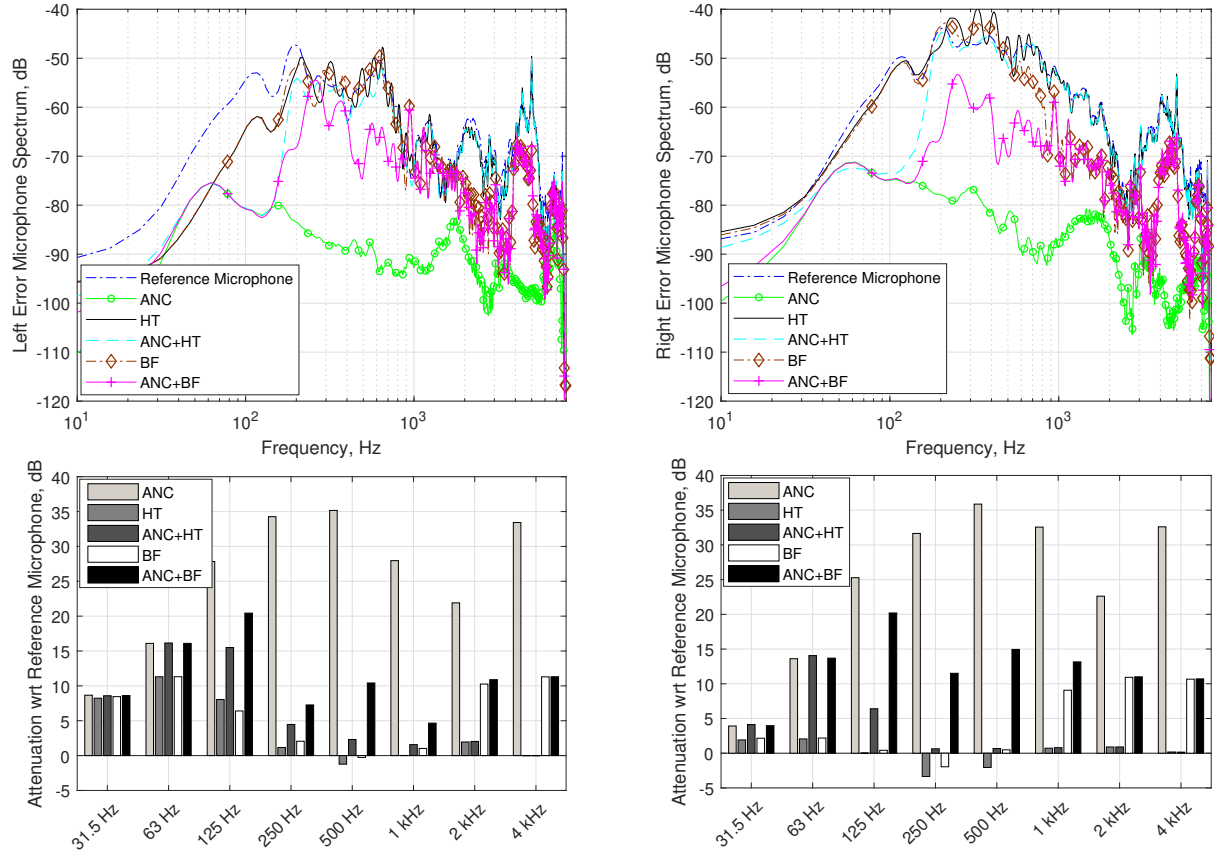 Left Error Microphone Spectrum, dB
-40
-50
-60
-70
-80
-90
-100
-110
-120
Reference Microphone
ANC
HT
ANC+HT
BF
ANC+BF
10^1
10^2
10^3
Frequency, Hz
Right Error Microphone Spectrum, dB
-40
-50
-60
-70
-80
-90
-100
-110
-120
Reference Microphone
ANC
HT
ANC+HT
BF
ANC+BF
10^1
10^2
10^3
Frequency, Hz
Attenuation wrt Reference Microphone, dB
40
35
30
25
20
15
10
5
0
-5
ANC
HT
ANC+HT
BF
ANC+BF
31.5 Hz
63 Hz
125 Hz
250 Hz
500 Hz
1 kHz
2 kHz
4 kHz
Attenuation wrt Reference Microphone, dB
40
35
30
25
20
15
10
5
0
-5
ANC
HT
ANC+HT
BF
ANC+BF
31.5 Hz
63 Hz
125 Hz
250 Hz
500 Hz
1 kHz
2 kHz
4 kHz